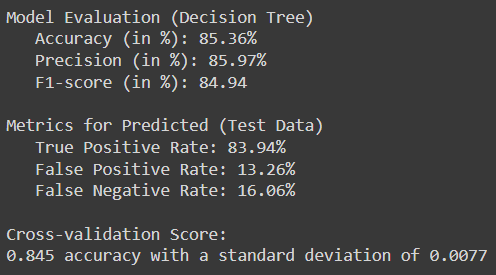 Model Evaluation (Decision Tree)
Accuracy (in %): 85.36%
Precision (in %): 85.97%
F1-score (in %): 84.94
Metrics for Predicted (Test Data)
True Positive Rate: 83.94%
False Positive Rate: 13.26%
False Negative Rate: 16.06%
Cross-validation Score:
0.845 accuracy with a standard deviation of 0.0077